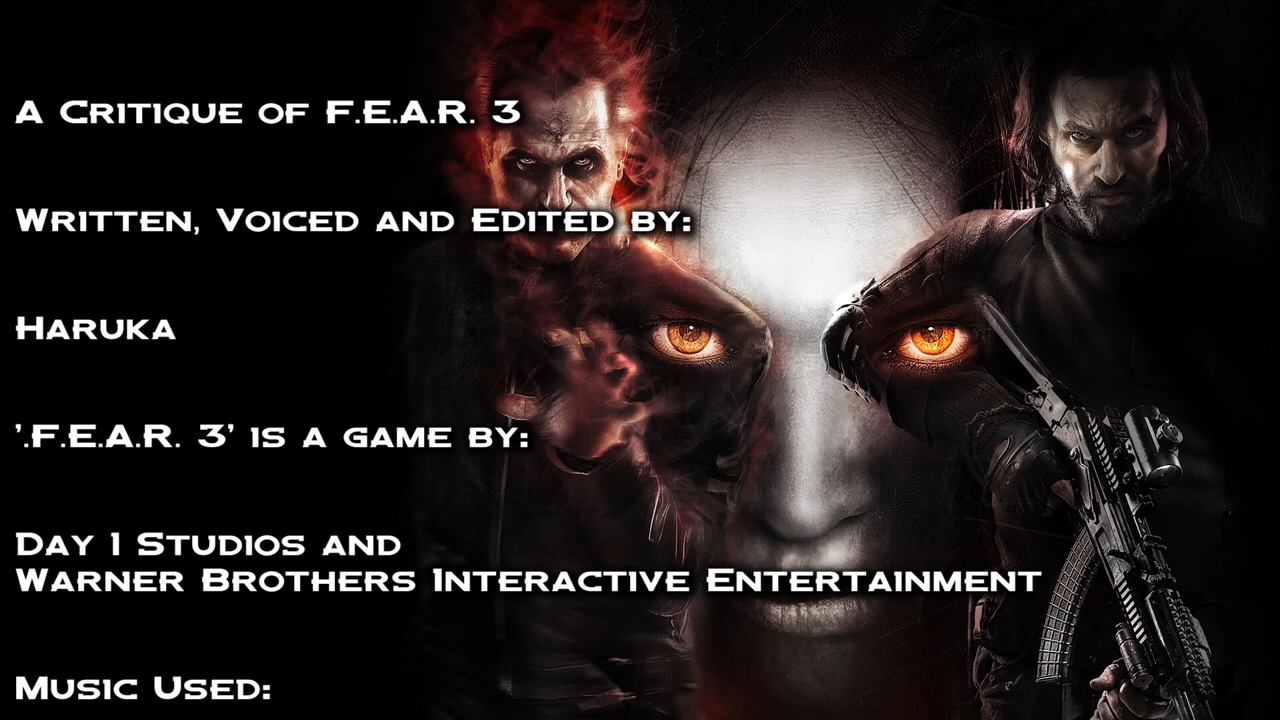 A Critique of F.E.A.R. 3
Written, Voiced and Edited by:
Haruka
'.F.E.A.R. 3' is a game by:
Day 1 Studios and
Warner Brothers Interactive Entertainment
Music Used: